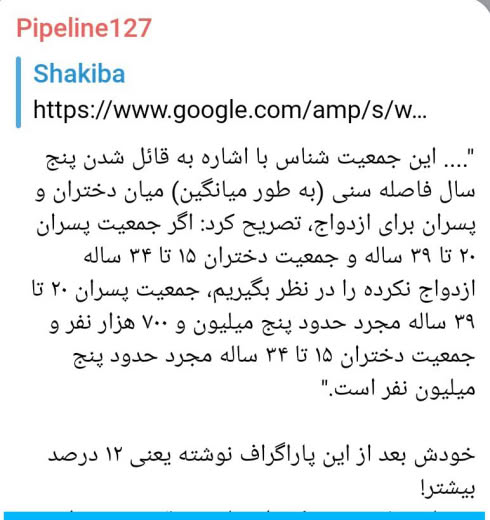 Pipeline127
Shakiba
https://www.google.com/amp/s/w...
".... این جمعیت شناس با اشاره به قائل شدن پنج
سال فاصله سنی (به طور میانگین) میان دختران و
پسران برای ازدواج، تصریح کرد: اگر جمعیت پسران
۲۰ تا ۳۹ ساله و جمعیت دختران ۱۵ تا ۳۴ ساله
ازدواج نکرده را در نظر بگیریم، جمعیت پسران ۲۰ تا
۳۹ ساله مجرد حدود پنج میلیون و ۷۰۰ هزار نفر و
جمعیت دختران ۱۵ تا ۳۴ ساله مجرد حدود پنج
میلیون نفر است."
خودش بعد از این پاراگراف نوشته یعنی ۱۲ درصد
بیشتر!